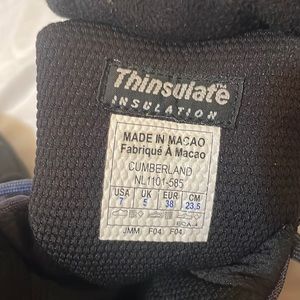 Thinsulate
INSULATION
MADE IN MACAO
Fabriqué À Macao
CUMBERLAND
NL1101-585
USA UK EUR CM
7 5 38 23.5
JMM F04 F04